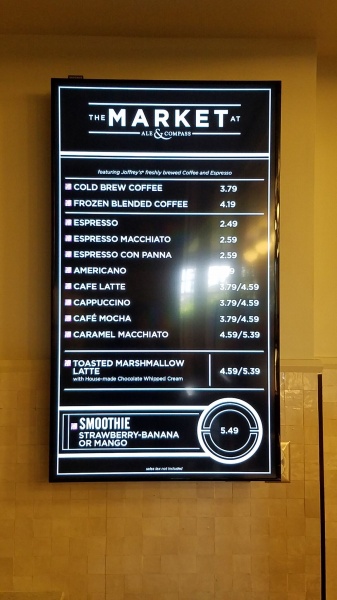 THE MARKET AT
ALE & COMPASS
featuring Joffrey's® freshly brewed Coffee and Espresso
COLD BREW COFFEE 3.79
FROZEN BLENDED COFFEE 4.19
ESPRESSO 2.49
ESPRESSO MACCHIATO 2.59
ESPRESSO CON PANNA 2.59
AMERICANO
CAFE LATTE 3.79/4.59
CAPPUCCINO 3.79/4.59
CAFÉ MOCHA 3.79/4.59
CARAMEL MACCHIATO 4.59/5.39
TOASTED MARSHMALLOW
LATTE 4.59/5.39
with House-made Chocolate Whipped Cream
SMOOTHIE
STRAWBERRY-BANANA 5.49
OR MANGO
sales tax not included